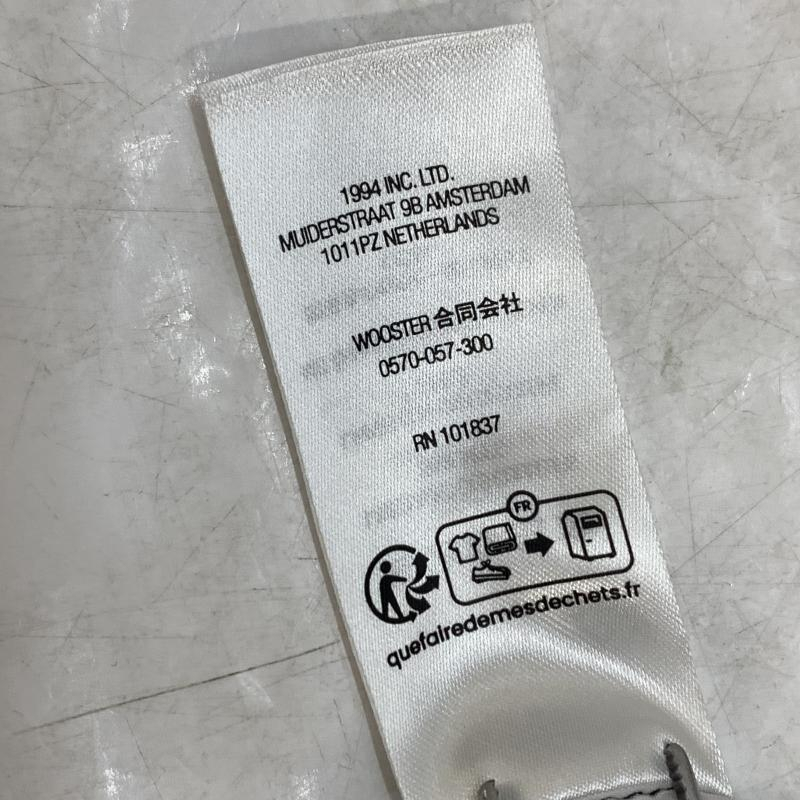 1994 INC. LTD.
MUIDERSTRAAT 9B AMSTERDAM
1011PZ NETHERLANDS
WOOSTER 合同会社
0570-057-300
RN 101837
FR
quefairedemesdechets.fr